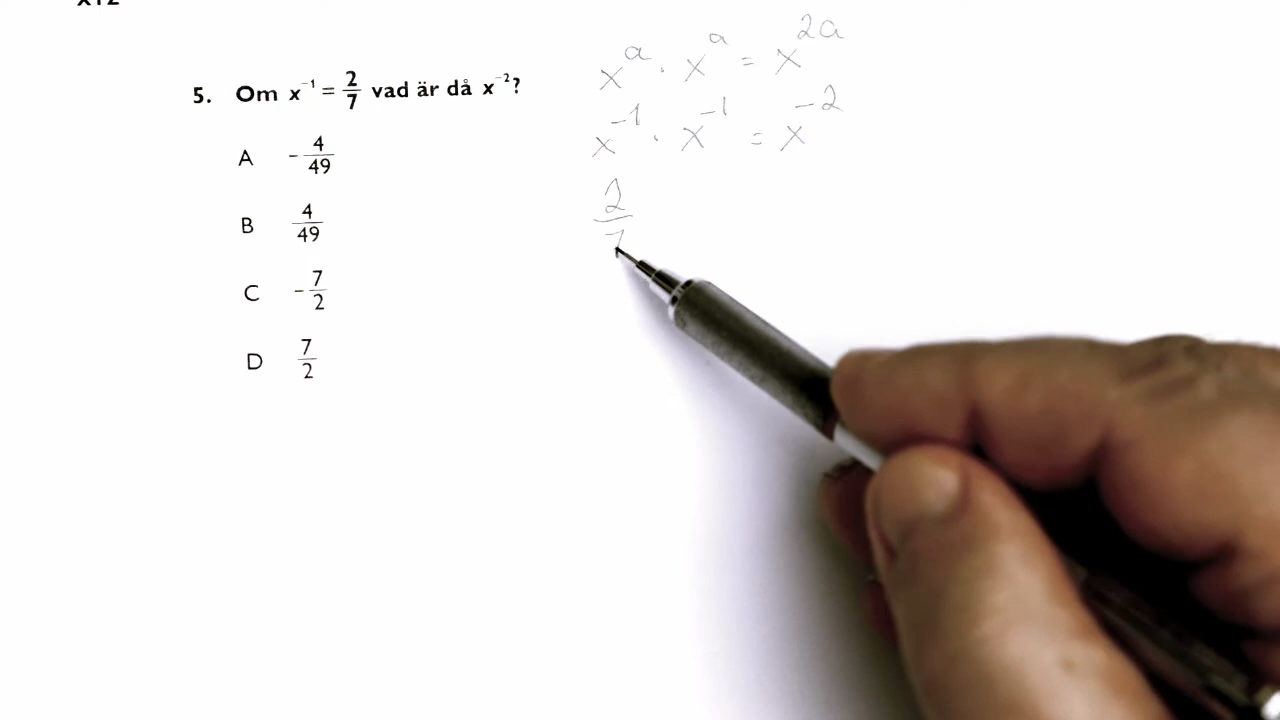 5. Om x⁻¹ = 2/7 vad är då x⁻²?
A -4/49
B 4/49
C -7/2
D 7/2
xᵃ · xᵃ = x²ᵃ
x⁻¹ · x⁻¹ = x⁻²
2/7